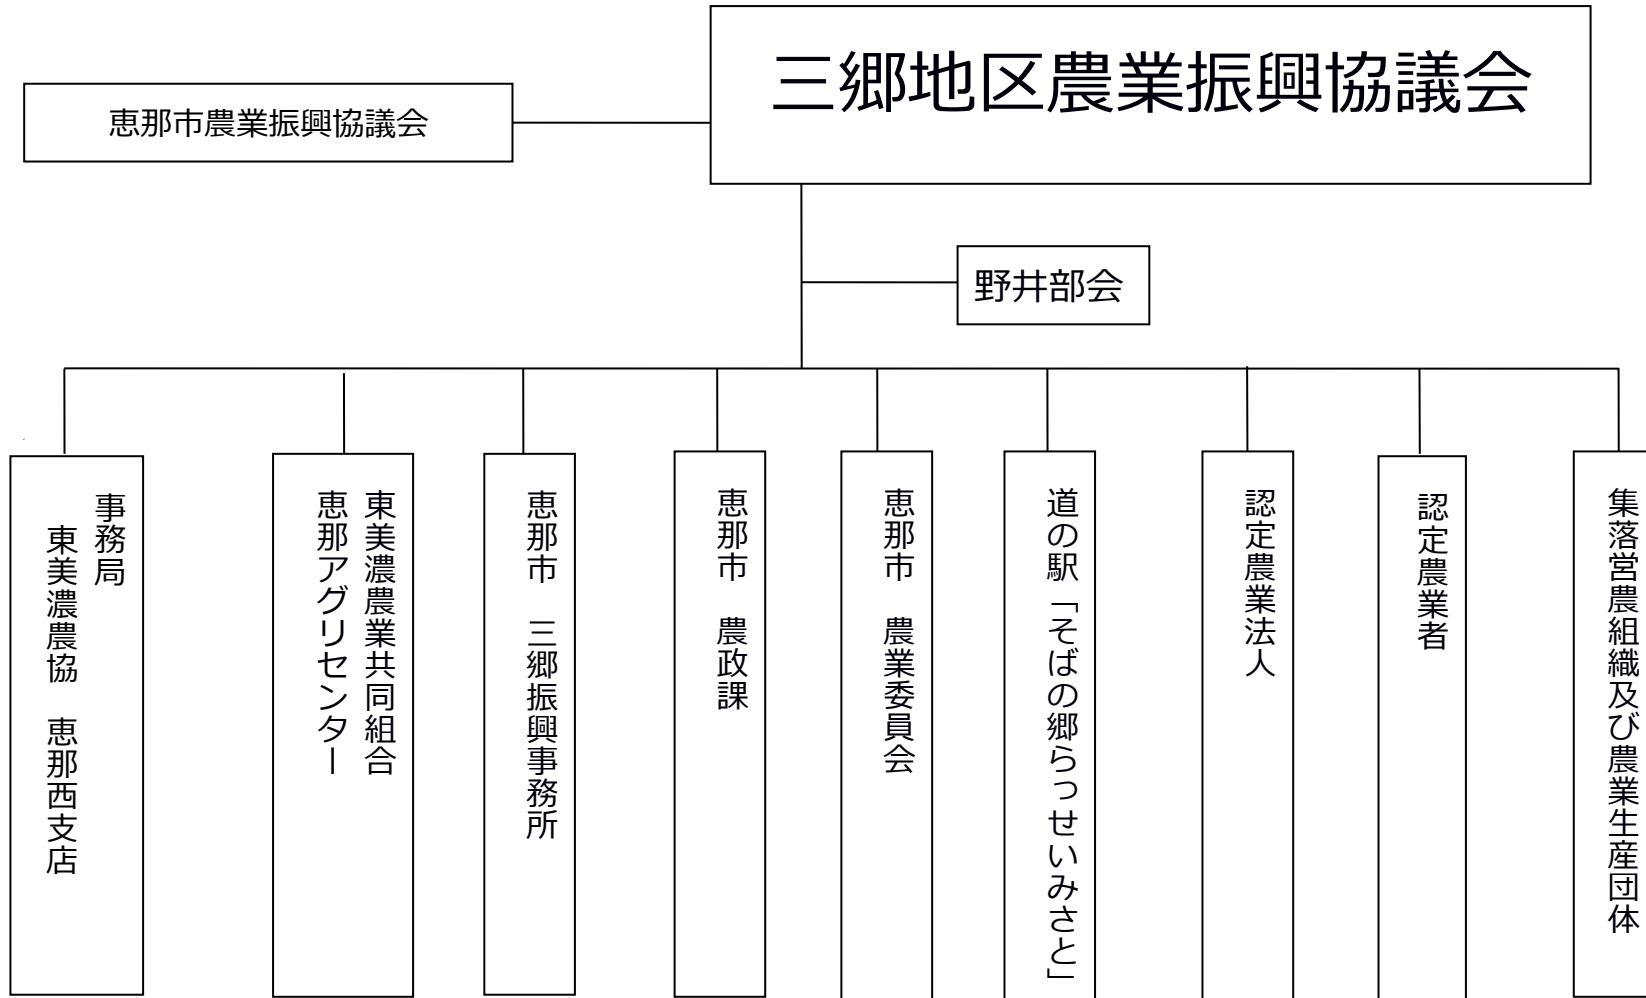 三郷地区農業振興協議会
恵那市農業振興協議会
野井部会
集落営農組織及び農業生産団体
認定農業者
認定農業法人
道の駅「そばの郷らっせいみさと」
恵那市　農業委員会
恵那市　農政課
恵那市　三郷振興事務所
東美濃農業共同組合
恵那アグリセンター
事務局
東美濃農協　恵那西支店